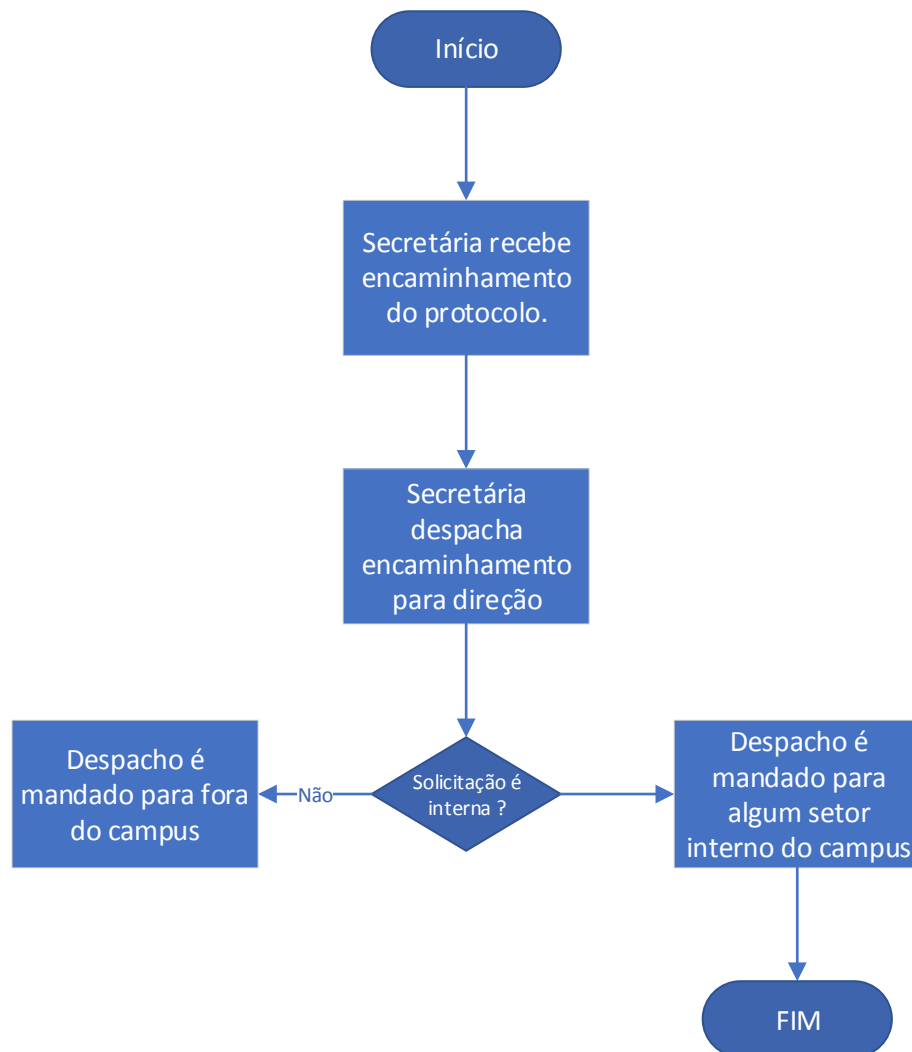 Início
Secretária recebe
encaminhamento
do protocolo.
Secretária
despacha
encaminhamento
para direção
Despacho é
mandado para fora
do campus
Não
Solicitação é
interna ?
Despacho é
mandado para
algum setor
interno do campus
FIM